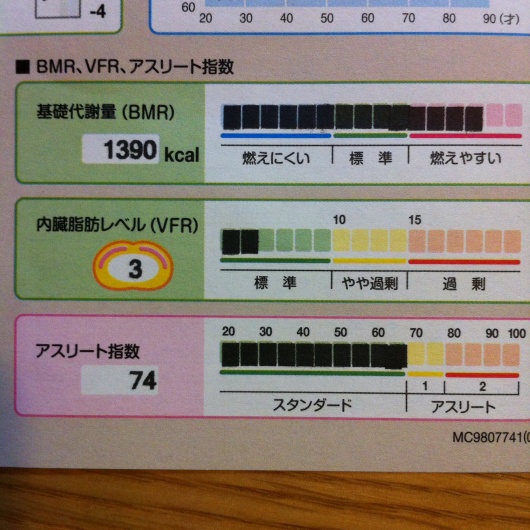 -4
60
20 30 40 50 60 70 80 90(才)
■ BMR、VFR、アスリート指数
基礎代謝量(BMR)
1390 kcal
燃えにくい 標 準 燃えやすい
内臓脂肪レベル(VFR)
3
10 15
標 準 やや過剰 過 剰
アスリート指数
74
20 30 40 50 60 70 80 90 100
1 2
スタンダード アスリート
MC9807741(